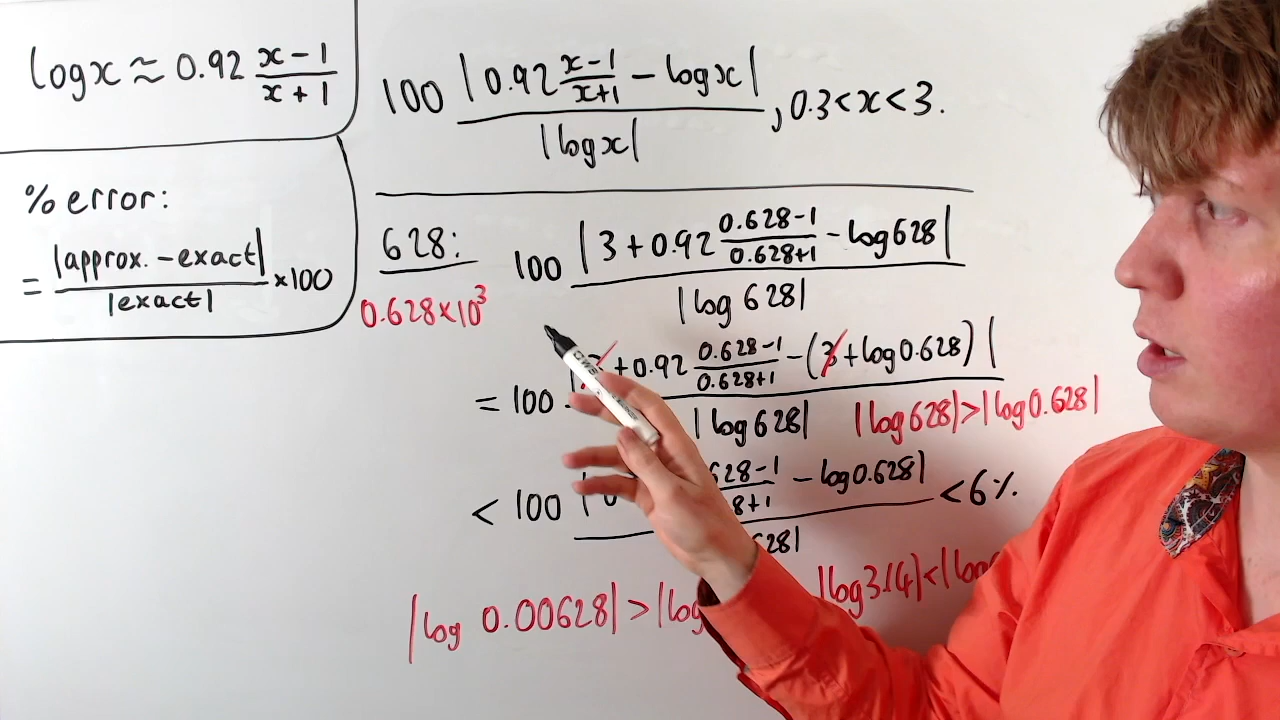 log x ≈ 0.92 (x-1)/(x+1)
% error:
= |approx. - exact| / |exact| ×100
100 |0.92 (x-1)/(x+1) - log x| / |log x| , 0.3<x<3.
628:
0.628×10³
100 |3 + 0.92 (0.628-1)/(0.628+1) - log 628| / |log 628|
= 100 +0.92 (0.628-1)/(0.628+1) - (3 + log 0.628) | / |log 628|
|log 628| > |log 0.628|
< 100 - log 0.628| < 6%
|log 0.00628| > |log
|log 3.14| <